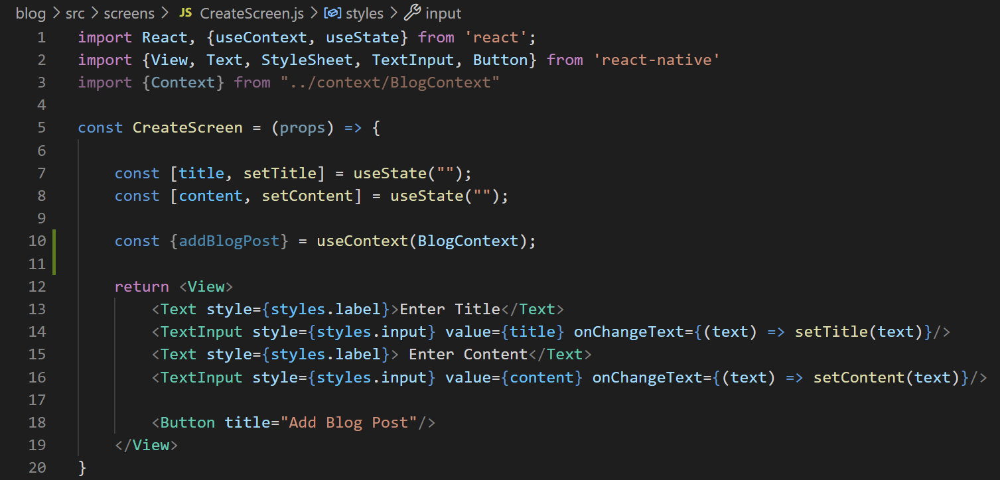 blog > src > screens > JS CreateScreen.js > styles > input
1 import React, {useContext, useState} from 'react';
2 import {View, Text, StyleSheet, TextInput, Button} from 'react-native'
3 import {Context} from "../context/BlogContext"
4
5 const CreateScreen = (props) => {
6
7     const [title, setTitle] = useState("");
8     const [content, setContent] = useState("");
9
10     const {addBlogPost} = useContext(BlogContext);
11
12     return <View>
13         <Text style={styles.label}>Enter Title</Text>
14         <TextInput style={styles.input} value={title} onChangeText={(text) => setTitle(text)}/>
15         <Text style={styles.label}> Enter Content</Text>
16         <TextInput style={styles.input} value={content} onChangeText={(text) => setContent(text)}/>
17
18         <Button title="Add Blog Post"/>
19     </View>
20 }